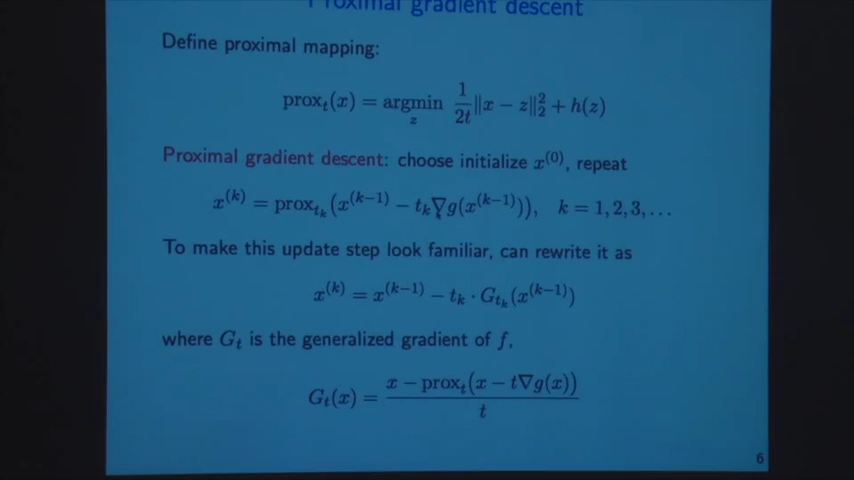 Proximal gradient descent
Define proximal mapping:
prox_t(x) = argmin_z 1/2t ‖x − z‖_2^2 + h(z)
Proximal gradient descent: choose initialize x^(0), repeat
x^(k) = prox_{t_k}(x^(k−1) − t_k∇g(x^(k−1))), k = 1, 2, 3, . . .
To make this update step look familiar, can rewrite it as
x^(k) = x^(k−1) − t_k · G_{t_k}(x^(k−1))
where G_t is the generalized gradient of f,
G_t(x) = (x − prox_t(x − t∇g(x))) / t
6